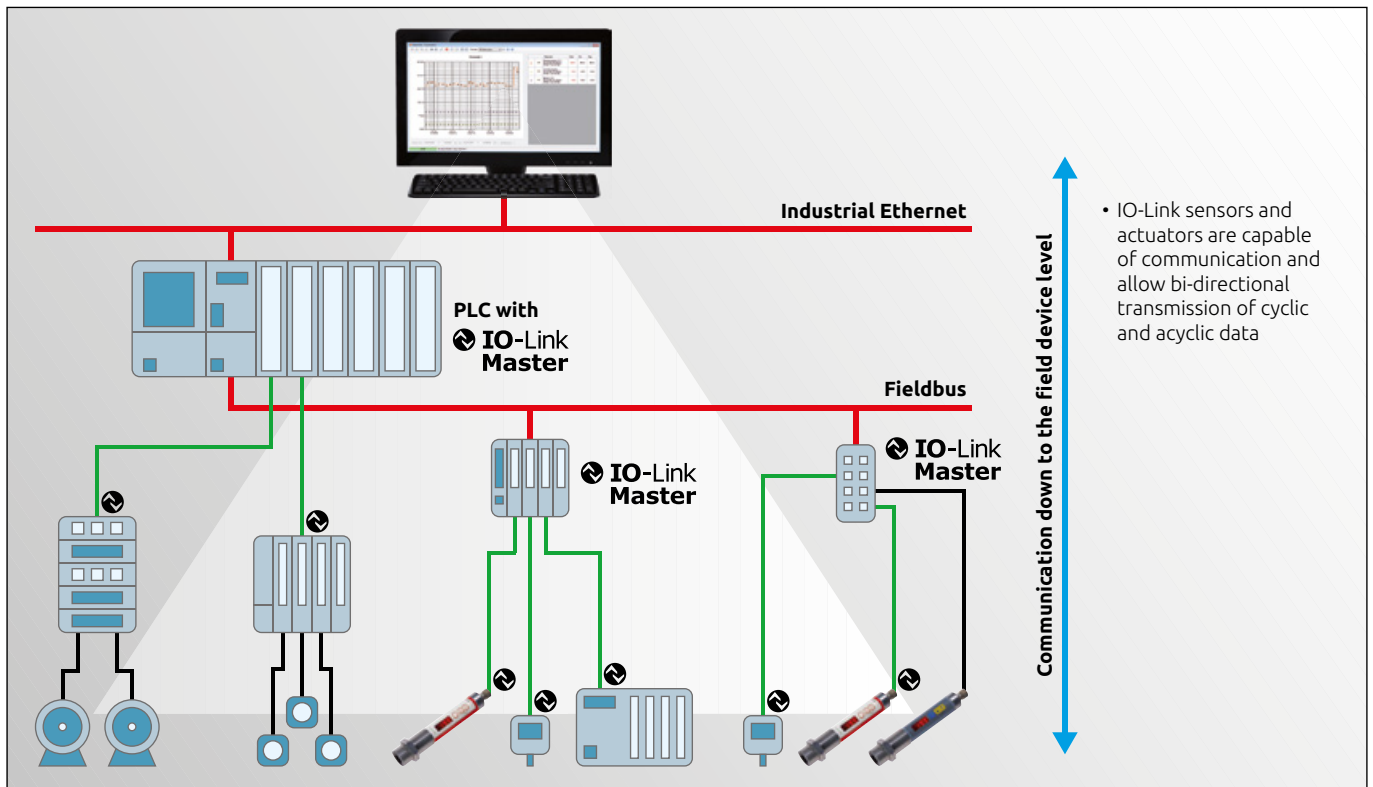 Industrial Ethernet
PLC with
IO-Link
Master
Fieldbus
IO-Link
Master
IO-Link
Master
Communication down to the field device level
• IO-Link sensors and
actuators are capable
of communication and
allow bi-directional
transmission of cyclic
and acyclic data